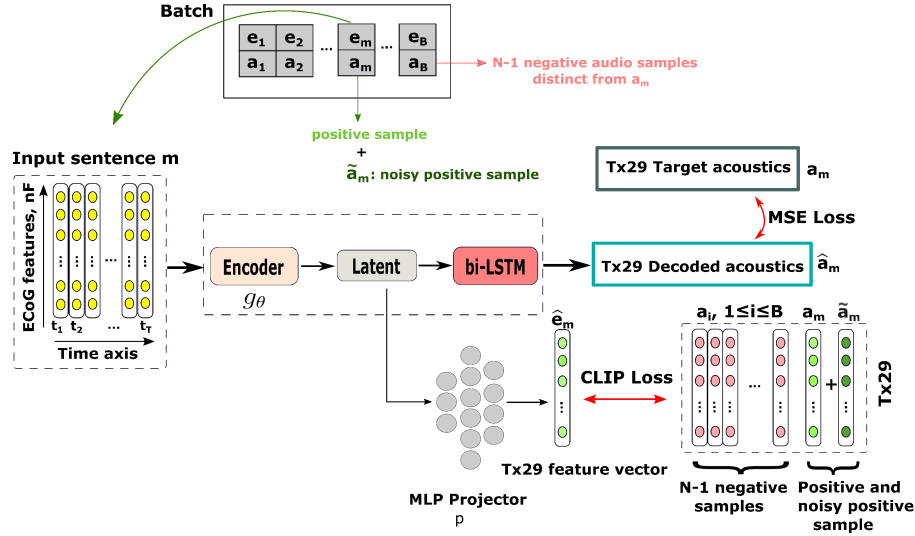 Batch
e1 e2 ... em ... eB
a1 a2 am aB
N-1 negative audio samples
distinct from am
positive sample
+
ãm: noisy positive sample
Input sentence m
ECoG features, nF
t1 t2 ... tT
Time axis
Encoder
gθ
Latent
bi-LSTM
Tx29 Target acoustics
am
MSE Loss
Tx29 Decoded acoustics
âm
êm
CLIP Loss
ai, 1≤i≤B
am
ãm
...
+
Tx29
Tx29 feature vector
MLP Projector
p
N-1 negative
samples
Positive and
noisy positive
sample